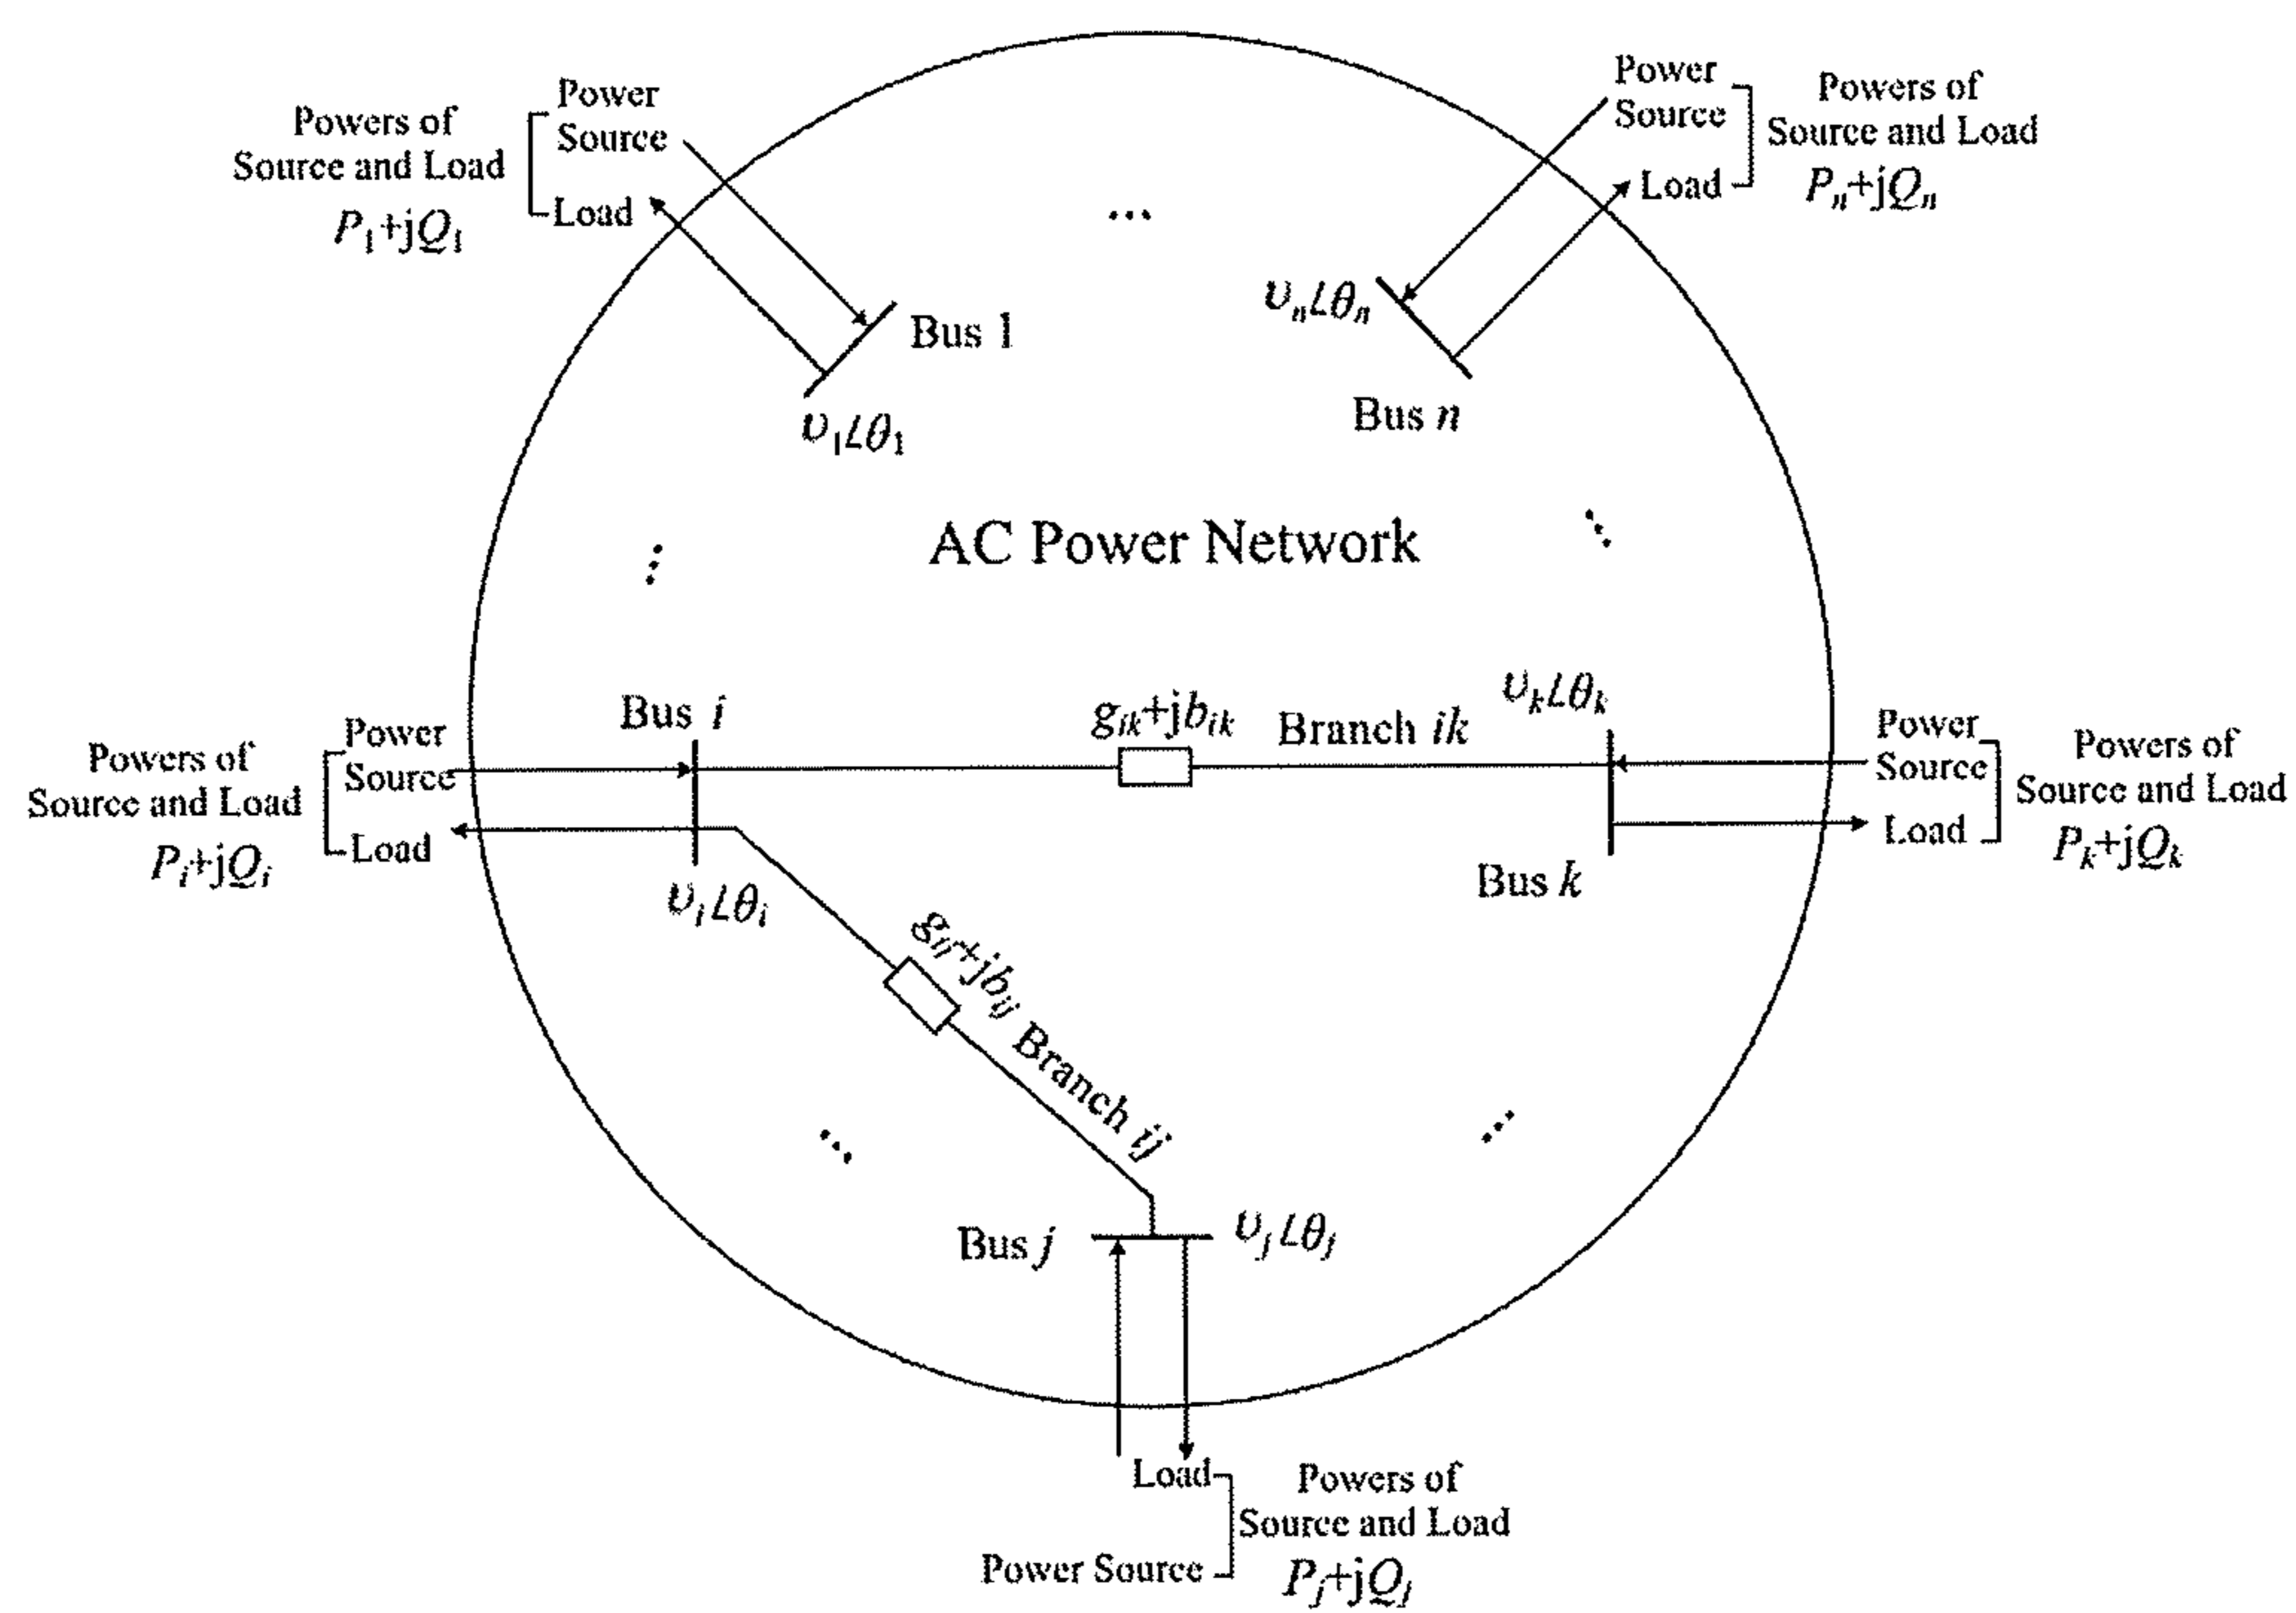 Power
Source
Load
Powers of
Source and Load
P₁+jQ₁
Bus 1
υ₁∠θ₁
...
Power
Source
Load
Powers of
Source and Load
Pₙ+jQₙ
υₙ∠θₙ
Bus n
AC Power Network
...
...
Power
Source
Load
Powers of
Source and Load
Pᵢ+jQᵢ
Bus i
υᵢ∠θᵢ
gᵢₖ+jbᵢₖ
Branch ik
υₖ∠θₖ
Bus k
Power
Source
Load
Powers of
Source and Load
Pₖ+jQₖ
gᵢⱼ+jbᵢⱼ Branch ij
...
...
Bus j
υⱼ∠θⱼ
Load
Power Source
Powers of
Source and Load
Pⱼ+jQⱼ